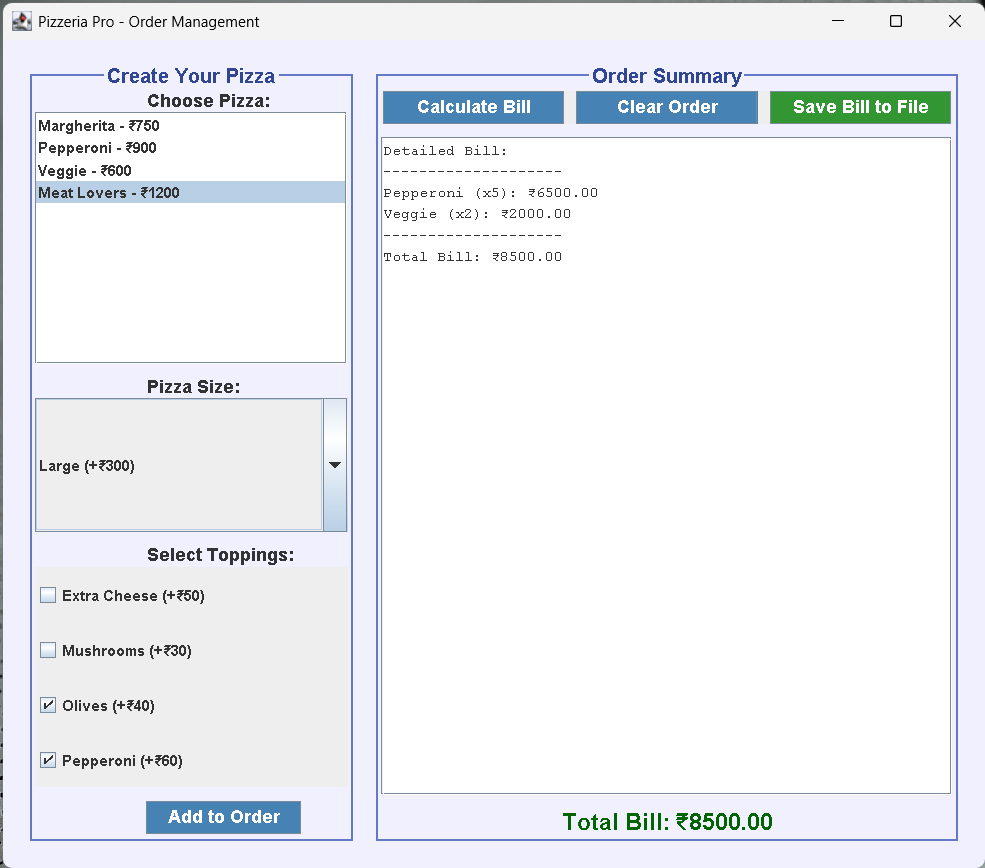 Pizzeria Pro - Order Management
Create Your Pizza
Choose Pizza:
Margherita - ₹750
Pepperoni - ₹900
Veggie - ₹600
Meat Lovers - ₹1200
Pizza Size:
Large (+₹300)
Select Toppings:
Extra Cheese (+₹50)
Mushrooms (+₹30)
Olives (+₹40)
Pepperoni (+₹60)
Add to Order
Order Summary
Calculate Bill
Clear Order
Save Bill to File
Detailed Bill:
--------------------
Pepperoni (x5): ₹6500.00
Veggie (x2): ₹2000.00
--------------------
Total Bill: ₹8500.00
Total Bill: ₹8500.00